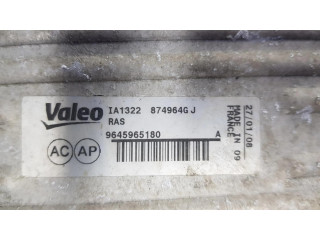 Valeo
IA1322 874964G J
RAS
9645965180 A
AC AP
27/01/08
MADE IN 09
FRANCE